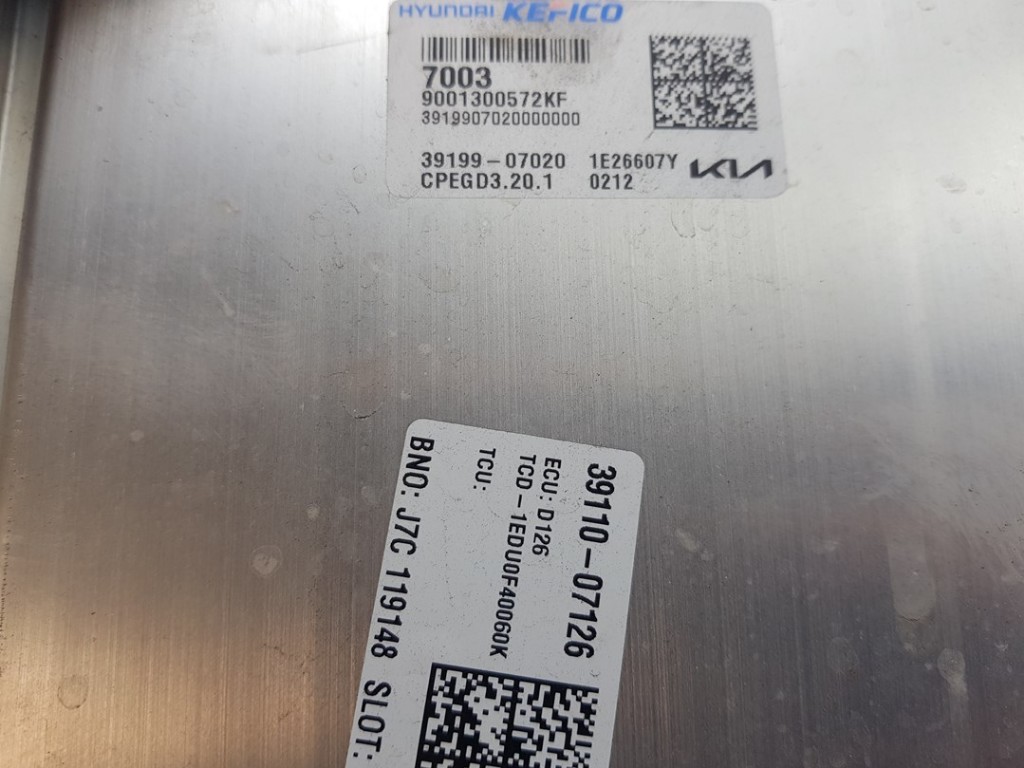 HYUNDAI KEFICO
7003
9001300572KF
3919907020000000
39199-07020 1E26607Y KIA
CPEGD3.20.1 0212
39110-07126
ECU: D126
TCD-1EDU0F40060K
TCU:
BNO: J7C 119148 SLOT: